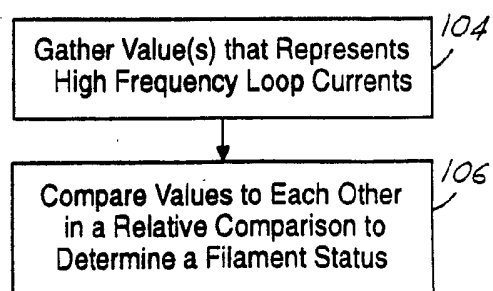 Gather Value(s) that Represents
High Frequency Loop Currents
104
Compare Values to Each Other
in a Relative Comparison to
Determine a Filament Status
106